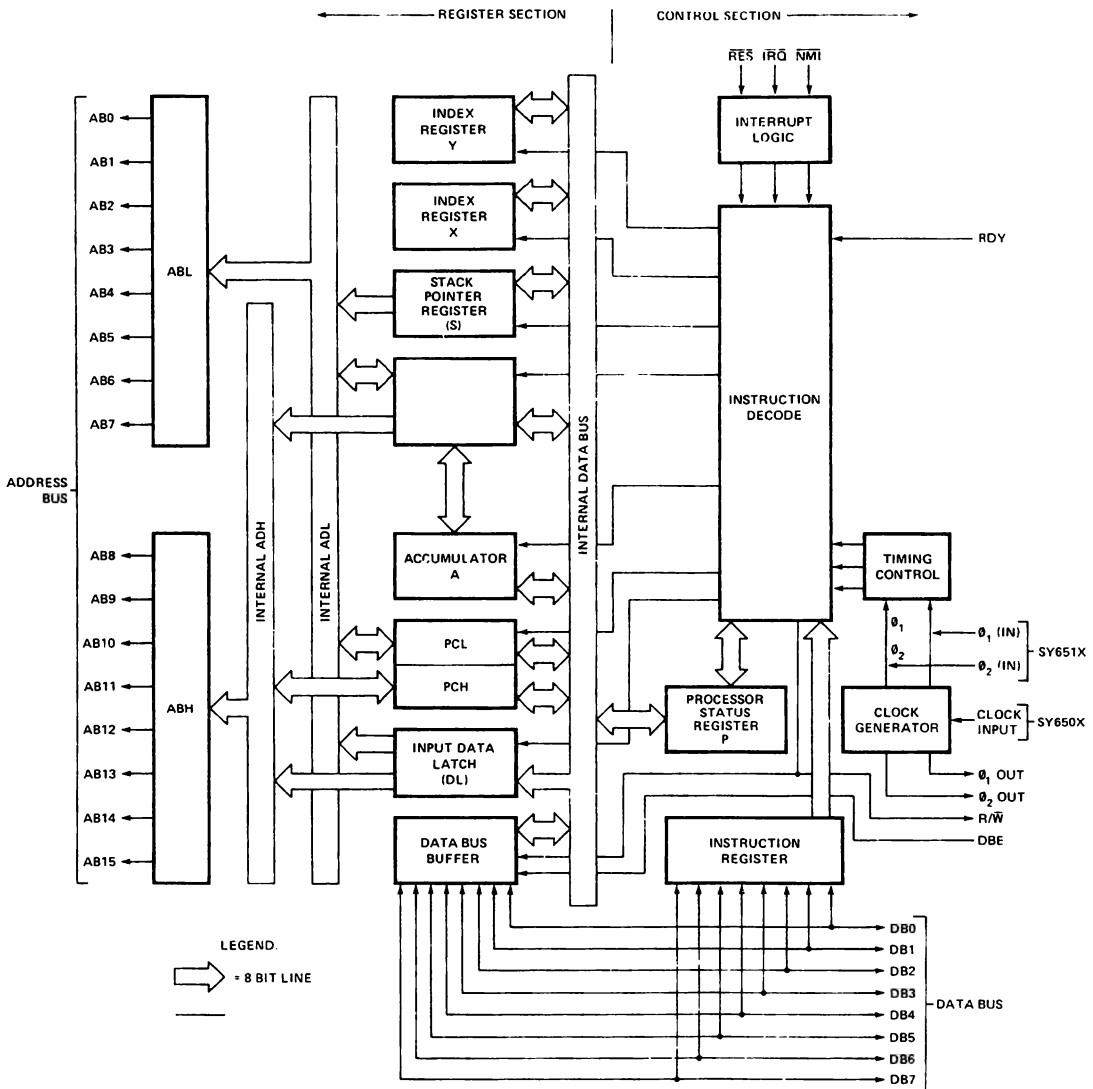 REGISTER SECTION
CONTROL SECTION
RES IRQ NMI
INTERRUPT
LOGIC
INDEX
REGISTER
Y
INDEX
REGISTER
X
STACK
POINTER
REGISTER
(S)
ACCUMULATOR
A
PCL
PCH
INPUT DATA
LATCH
(DL)
DATA BUS
BUFFER
INTERNAL ADH
INTERNAL ADL
INTERNAL DATA BUS
ABL
ABH
ADDRESS
BUS
AB0
AB1
AB2
AB3
AB4
AB5
AB6
AB7
AB8
AB9
AB10
AB11
AB12
AB13
AB14
AB15
INSTRUCTION
DECODE
RDY
TIMING
CONTROL
Ø1
Ø2
Ø1 (IN)
Ø2 (IN)
SY651X
CLOCK
GENERATOR
CLOCK
INPUT
SY650X
Ø1 OUT
Ø2 OUT
R/W
DBE
PROCESSOR
STATUS
REGISTER
P
INSTRUCTION
REGISTER
DB0
DB1
DB2
DB3
DB4
DB5
DB6
DB7
DATA BUS
LEGEND.
= 8 BIT LINE